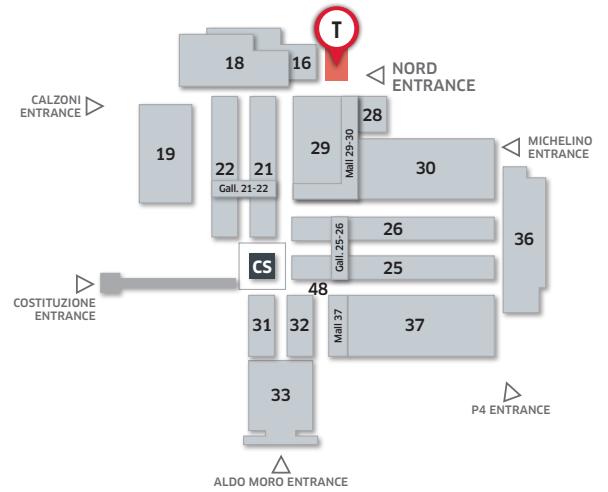 T
18
16
NORD
ENTRANCE
CALZONI
ENTRANCE
28
19
22
21
29
Mall 29-30
30
MICHELINO
ENTRANCE
Gall. 21-22
26
Gall. 25-26
36
CS
25
48
COSTITUZIONE
ENTRANCE
31
32
Mall 37
37
33
P4 ENTRANCE
ALDO MORO ENTRANCE